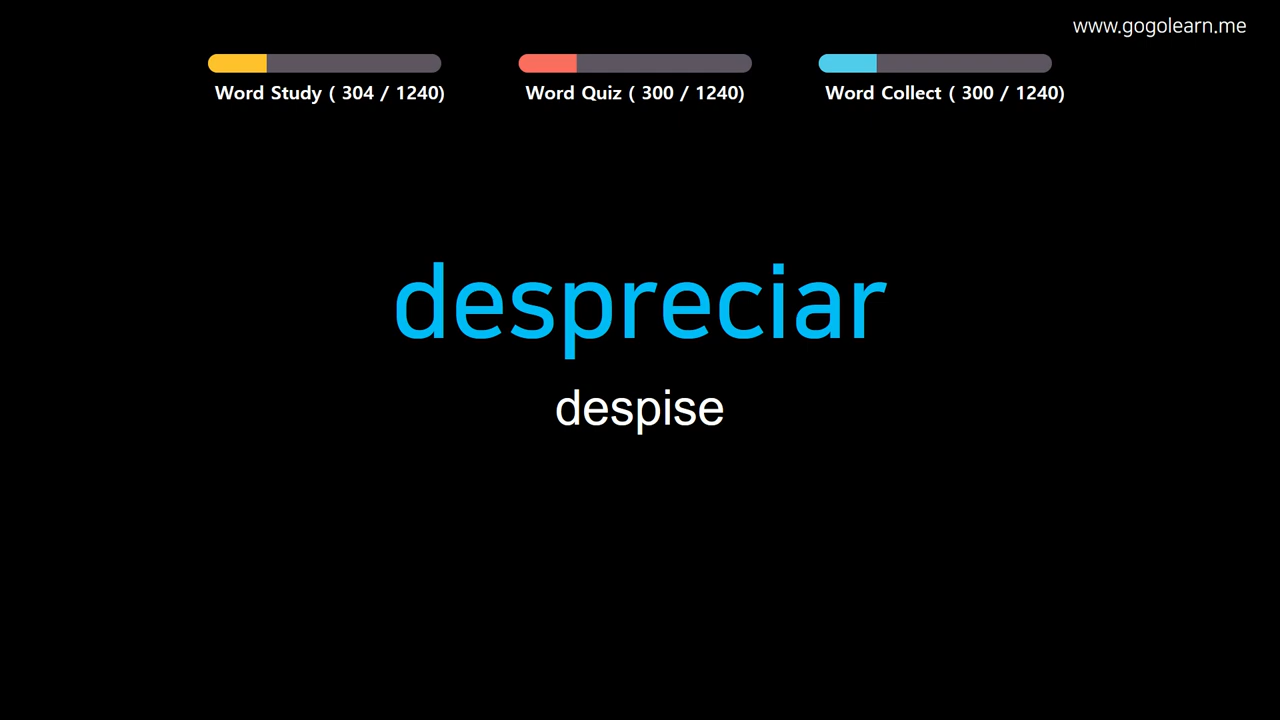 www.gogolearn.me
Word Study ( 304 / 1240)
Word Quiz ( 300 / 1240)
Word Collect ( 300 / 1240)
despreciar
despise